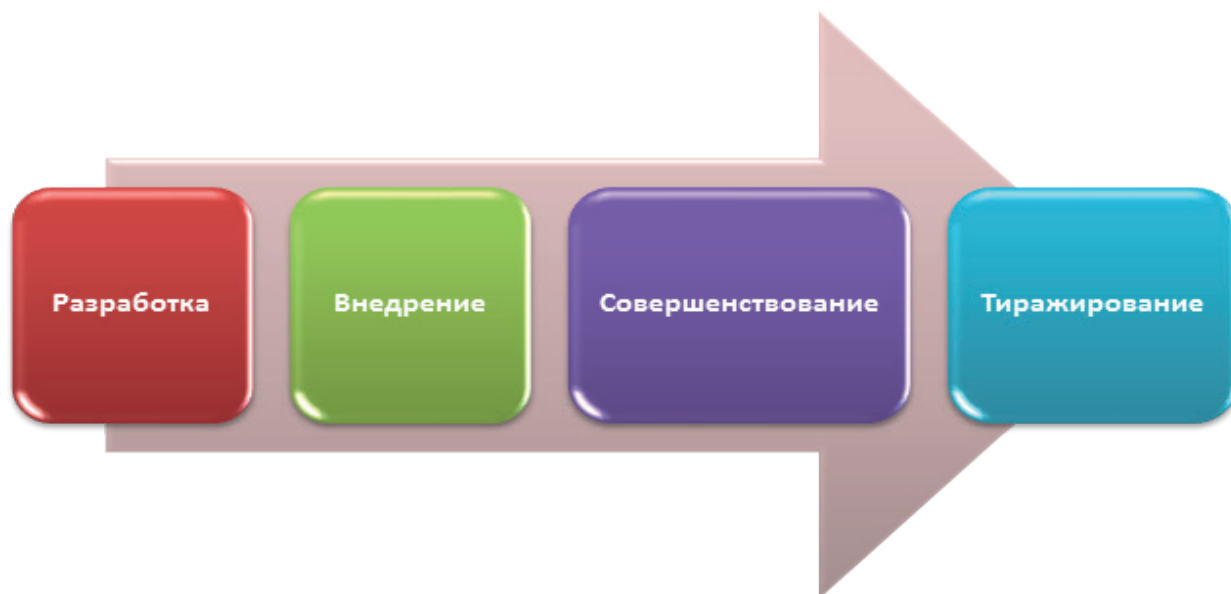 Разработка
Внедрение
Совершенствование
Тиражирование